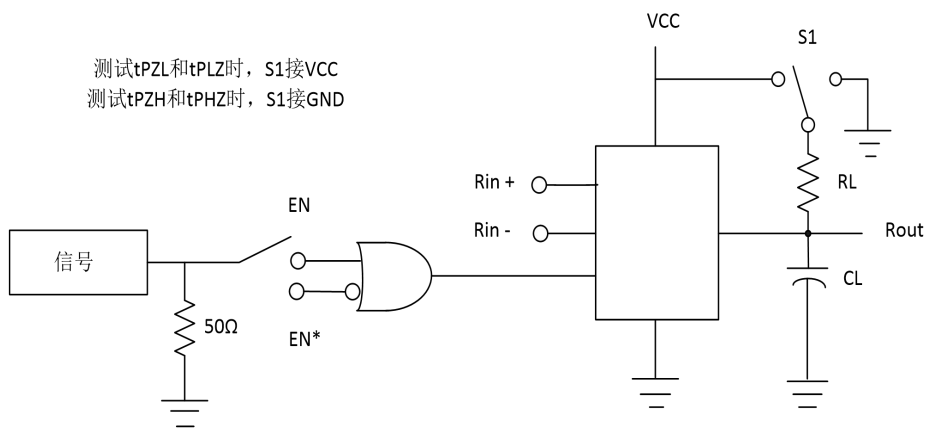 VCC
S1
测试tPZL和tPLZ时，S1接VCC
测试tPZH和tPHZ时，S1接GND
Rin +
RL
EN
Rin -
Rout
信号
CL
50Ω
EN*